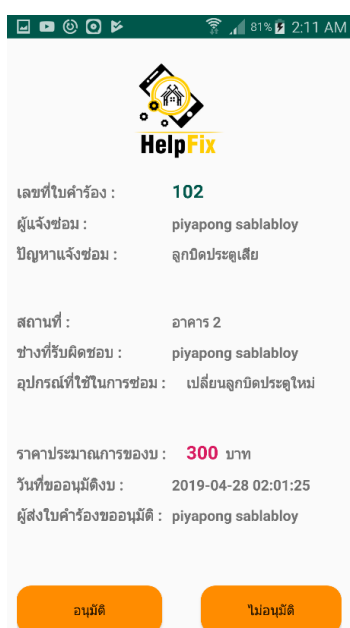 81% 2:11 AM
HelpFix
เลขที่ใบคำร้อง : 102
ผู้แจ้งซ่อม : piyapong sablabloy
ปัญหาแจ้งซ่อม : ลูกบิดประตูเสีย
สถานที่ : อาคาร 2
ช่างที่รับผิดชอบ : piyapong sablabloy
อุปกรณ์ที่ใช้ในการซ่อม : เปลี่ยนลูกบิดประตูใหม่
ราคาประมาณการของบ : 300 บาท
วันที่ขออนุมัติงบ : 2019-04-28 02:01:25
ผู้ส่งใบคำร้องขออนุมัติ : piyapong sablabloy
อนุมัติ ไม่อนุมัติ